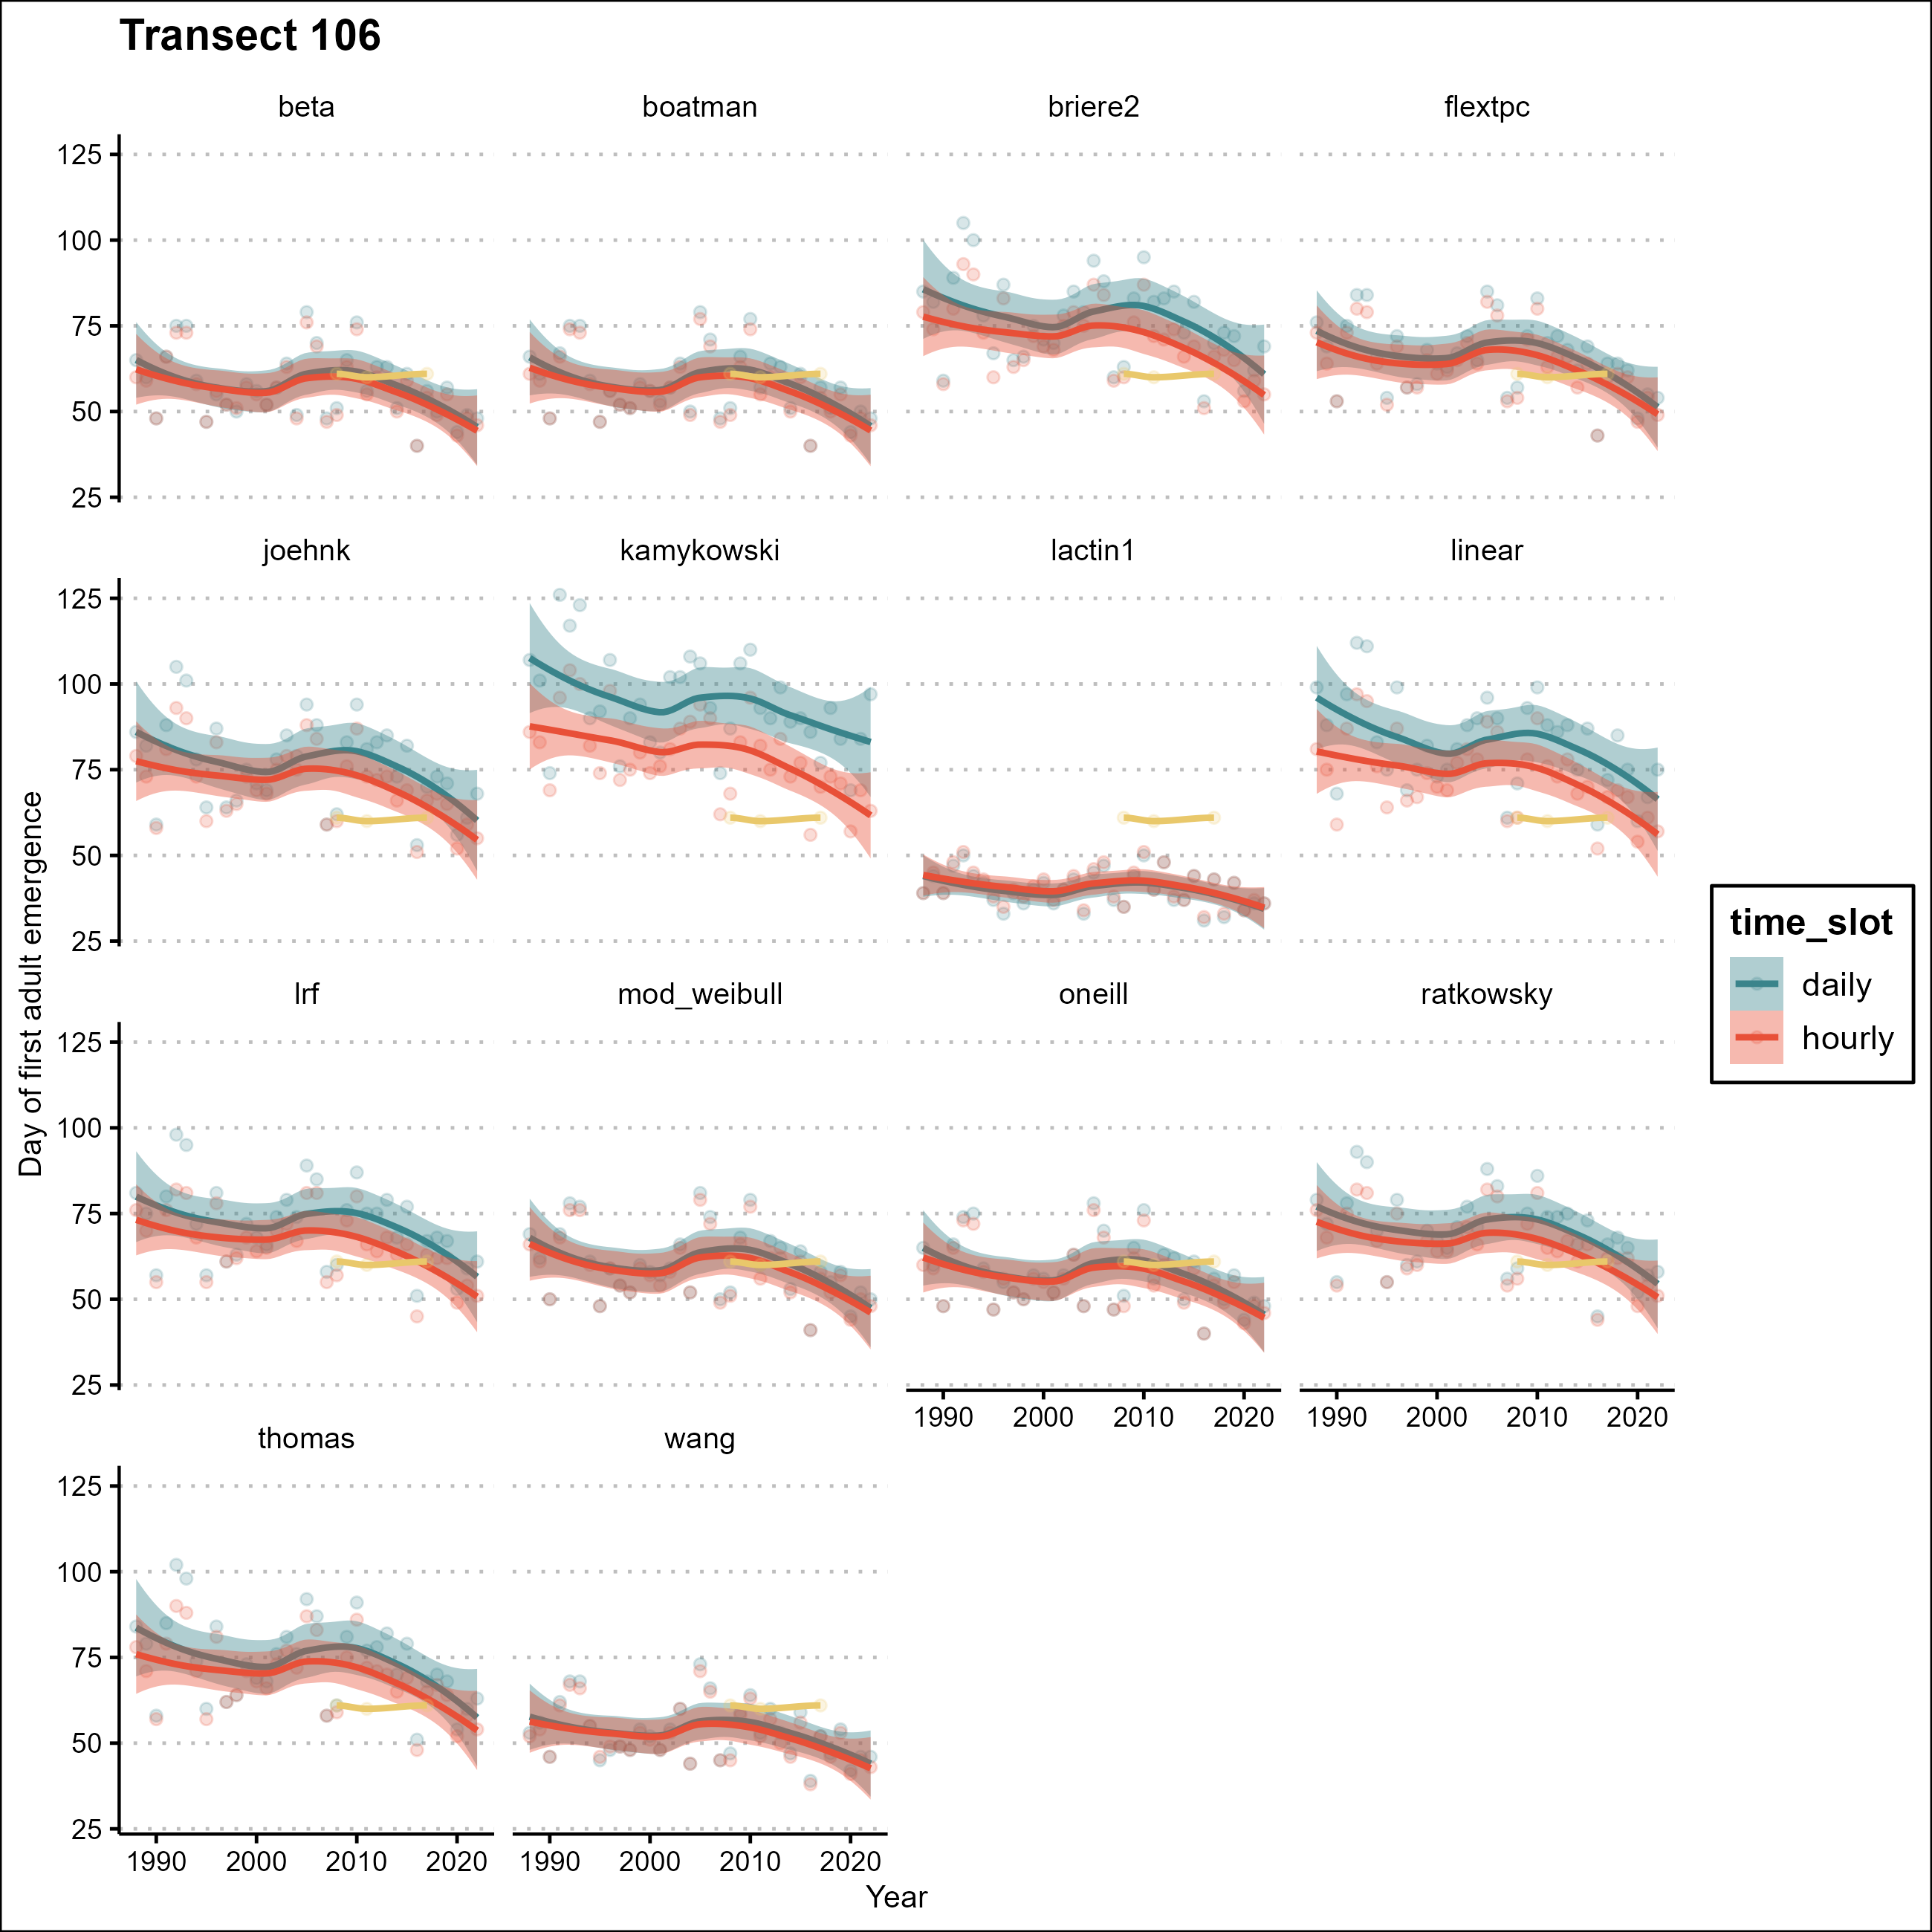 Transect 106
beta boatman briere2 flextpc
125
100
75
50
25
joehnk kamykowski lactin1 linear
125
100
75
50
25
lrf mod_weibull oneill ratkowsky
125
100
75
50
25
1990 2000 2010 2020 1990 2000 2010 2020
thomas wang
125
100
75
50
25
1990 2000 2010 2020 1990 2000 2010 2020
Year
Day of first adult emergence
time_slot
daily
hourly